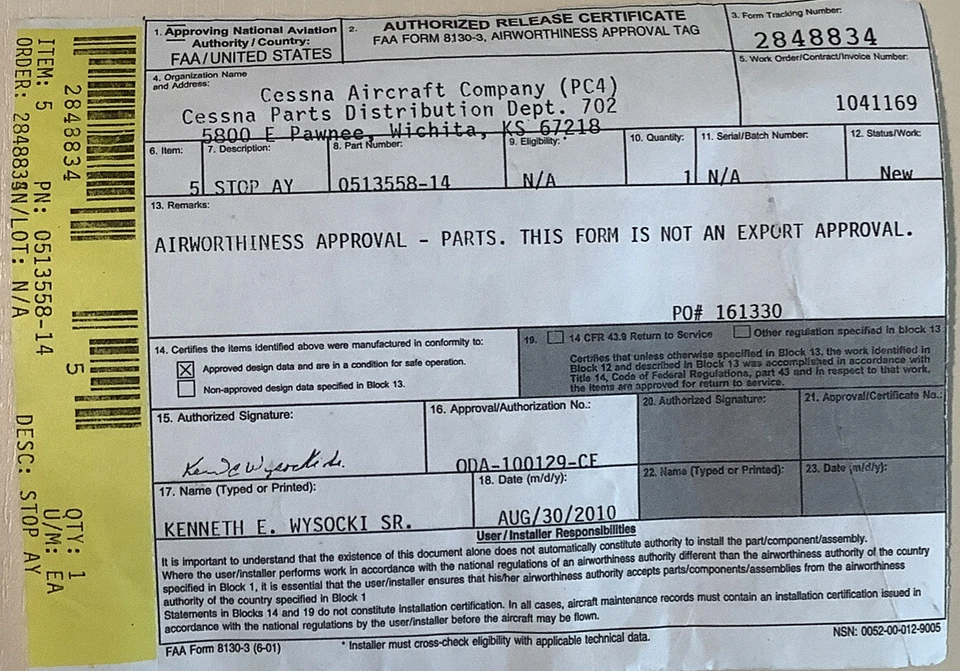 1. Approving National Aviation
Authority / Country:
FAA/UNITED STATES
2.
AUTHORIZED RELEASE CERTIFICATE
FAA FORM 8130-3, AIRWORTHINESS APPROVAL TAG
3. Form Tracking Number:
2848834
4. Organization Name
and Address:
Cessna Aircraft Company (PC4)
Cessna Parts Distribution Dept. 702
5800 E Pawnee, Wichita, KS 67218
5. Work Order/Contract/Invoice Number:
1041169
6. Item:
5
7. Description:
STOP AY
8. Part Number:
0513558-14
9. Eligibility: *
N/A
10. Quantity:
1
11. Serial/Batch Number:
N/A
12. Status/Work:
New
13. Remarks:
AIRWORTHINESS APPROVAL - PARTS. THIS FORM IS NOT AN EXPORT APPROVAL.
PO# 161330
14. Certifies the items identified above were manufactured in conformity to:
Approved design data and are in a condition for safe operation.
Non-approved design data specified in Block 13.
19. 14 CFR 43.9 Return to Service Other regulation specified in block 13
Certifies that unless otherwise specified in Block 13, the work identified in
Block 12 and described in Block 13 was accomplished in accordance with
Title 14, Code of Federal Regulations, part 43 and in respect to that work,
the items are approved for return to service.
15. Authorized Signature:
Ken E Wysocki Sr.
16. Approval/Authorization No.:
ODA-100129-CE
20. Authorized Signature:
21. Approval/Certificate No.:
17. Name (Typed or Printed):
KENNETH E. WYSOCKI SR.
18. Date (m/d/y):
AUG/30/2010
22. Name (Typed or Printed):
23. Date (m/d/y):
User/Installer Responsibilities
It is important to understand that the existence of this document alone does not automatically constitute authority to install the part/component/assembly.
Where the user/installer performs work in accordance with the national regulations of an airworthiness authority different than the airworthiness authority of the country
specified in Block 1, it is essential that the user/installer ensures that his/her airworthiness authority accepts parts/components/assemblies from the airworthiness
authority of the country specified in Block 1
Statements in Blocks 14 and 19 do not constitute installation certification. In all cases, aircraft maintenance records must contain an installation certification issued in
accordance with the national regulations by the user/installer before the aircraft may be flown.
FAA Form 8130-3 (6-01)
* Installer must cross-check eligibility with applicable technical data.
NSN: 0052-00-012-9005
2848834
5
QTY: 1
U/M: EA
ITEM: 5 PN: 0513558-14 DESC: STOP AY
ORDER: 2848834 SN/LOT: N/A